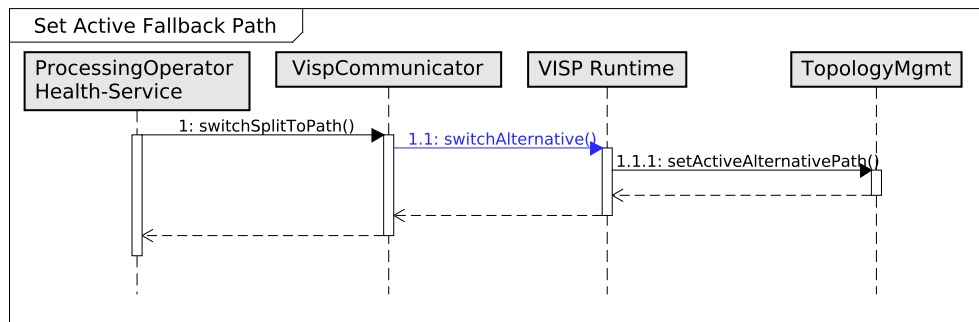 Set Active Fallback Path
ProcessingOperator
Health-Service
VispCommunicator
VISP Runtime
TopologyMgmt
1: switchSplitToPath()
1.1: switchAlternative()
1.1.1: setActiveAlternativePath()